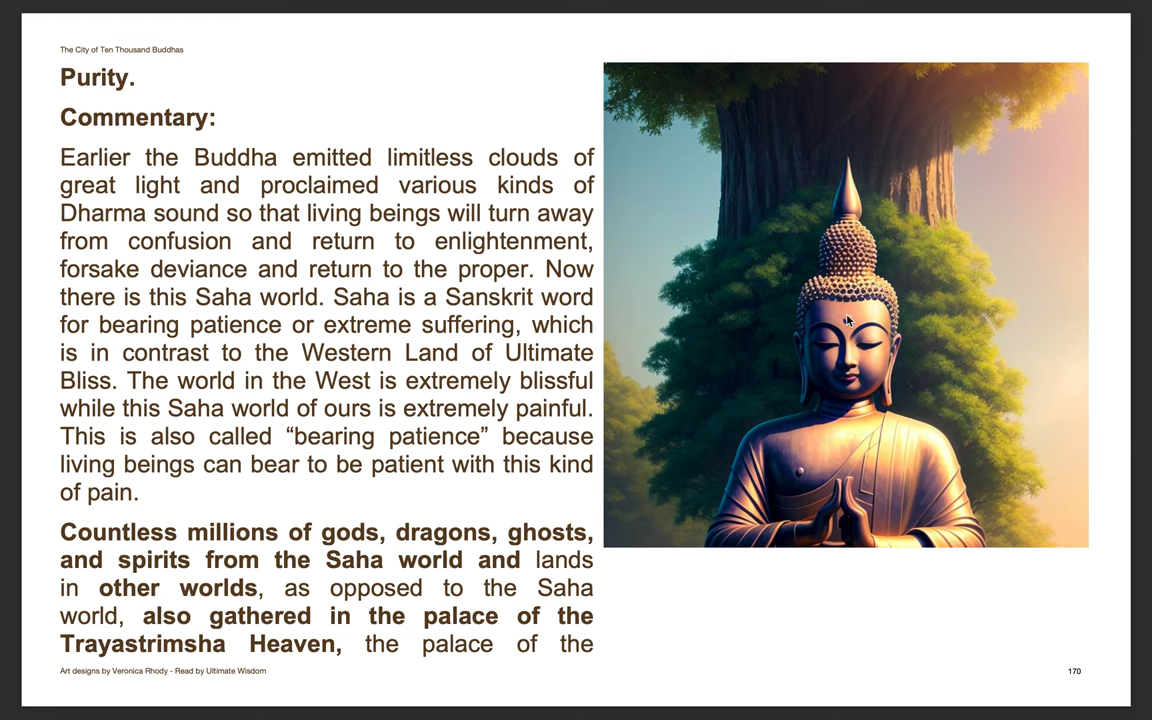 The City of Ten Thousand Buddhas
Purity.
Commentary:
Earlier the Buddha emitted limitless clouds of
great light and proclaimed various kinds of
Dharma sound so that living beings will turn away
from confusion and return to enlightenment,
forsake deviance and return to the proper. Now
there is this Saha world. Saha is a Sanskrit word
for bearing patience or extreme suffering, which
is in contrast to the Western Land of Ultimate
Bliss. The world in the West is extremely blissful
while this Saha world of ours is extremely painful.
This is also called “bearing patience” because
living beings can bear to be patient with this kind
of pain.
Countless millions of gods, dragons, ghosts,
and spirits from the Saha world and lands
in other worlds, as opposed to the Saha
world, also gathered in the palace of the
Trayastrimsha Heaven, the palace of the
Art designs by Veronica Rhody - Read by Ultimate Wisdom
170